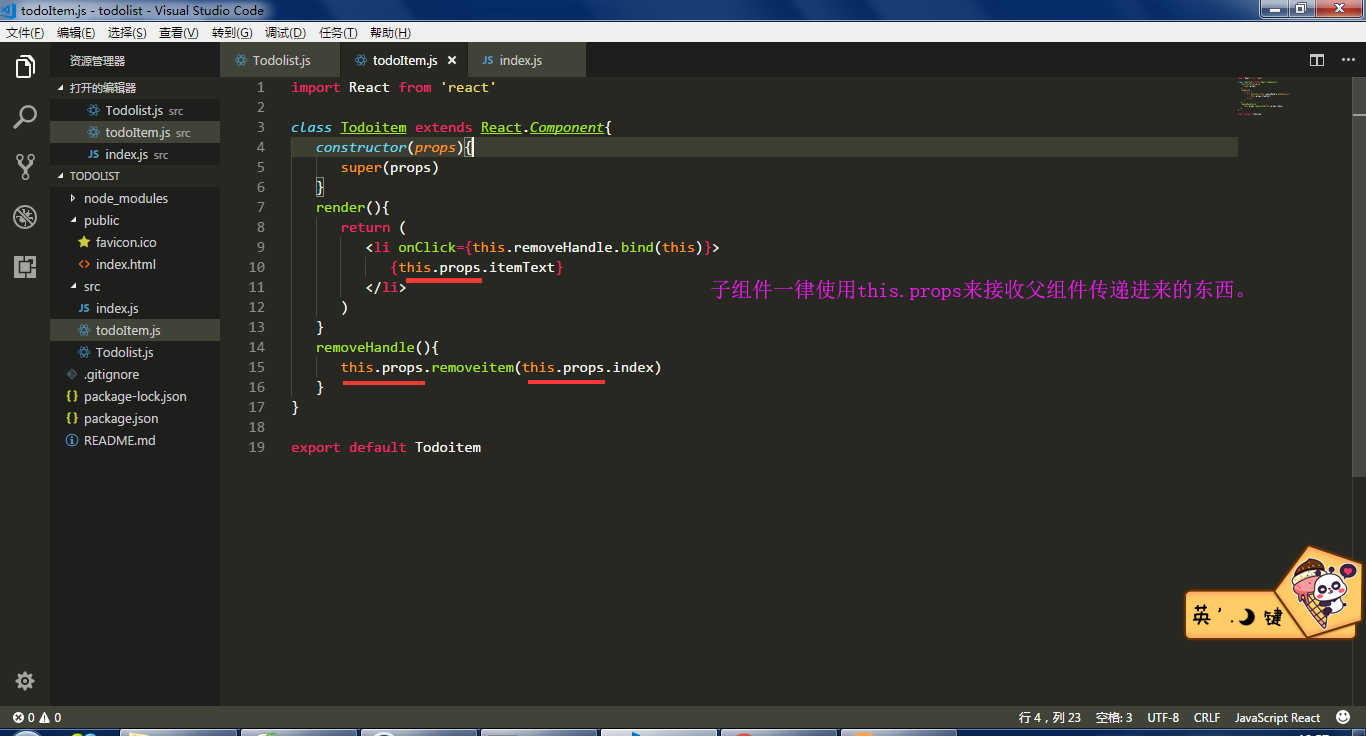 todoItem.js - todolist - Visual Studio Code
文件(F) 编辑(E) 选择(S) 查看(V) 转到(G) 调试(D) 任务(T) 帮助(H)
资源管理器
打开的编辑器
Todolist.js src
todoItem.js src
JS index.js src
TODOLIST
node_modules
public
favicon.ico
<> index.html
src
JS index.js
todoItem.js
Todolist.js
.gitignore
{} package-lock.json
{} package.json
README.md
Todolist.js todoItem.js × JS index.js
1 import React from 'react'
2
3 class Todoitem extends React.Component{
4 constructor(props){
5 super(props)
6 }
7 render(){
8 return (
9 <li onClick={this.removeHandle.bind(this)}>
10 {this.props.itemText}
11 </li>
12 )
13 }
14 removeHandle(){
15 this.props.removeitem(this.props.index)
16 }
17 }
18
19 export default Todoitem
子组件一律使用this.props来接收父组件传递进来的东西。
英 ' . 键
0 0
行 4，列 23 空格: 3 UTF-8 CRLF JavaScript React